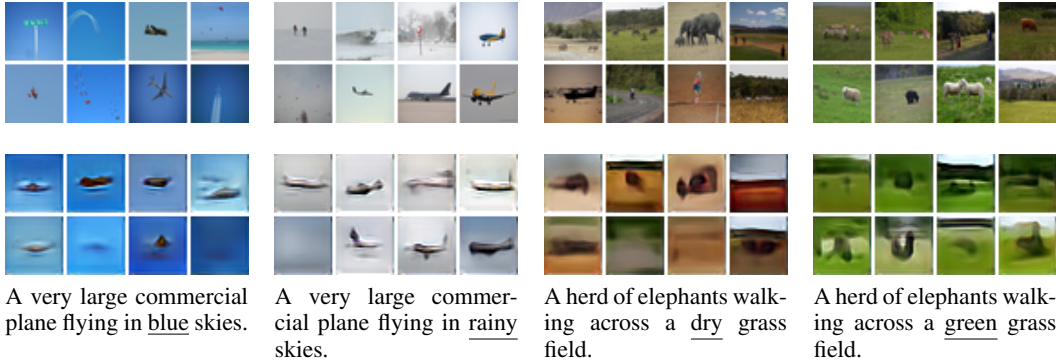 A very large commercial
plane flying in blue skies.
A very large commer-
cial plane flying in rainy
skies.
A herd of elephants walk-
ing across a dry grass
field.
A herd of elephants walk-
ing across a green grass
field.